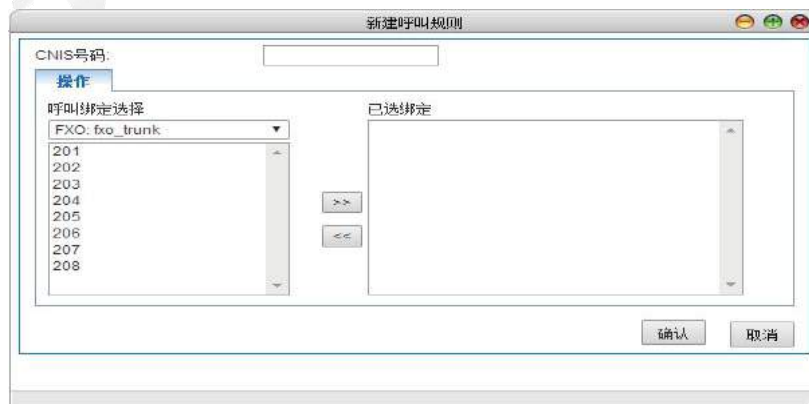 新建呼叫规则
CNIS号码:
操作
呼叫绑定选择
已选绑定
FXO: fxo_trunk
201
202
203
204
205
206
207
208
>>
<<
确认
取消